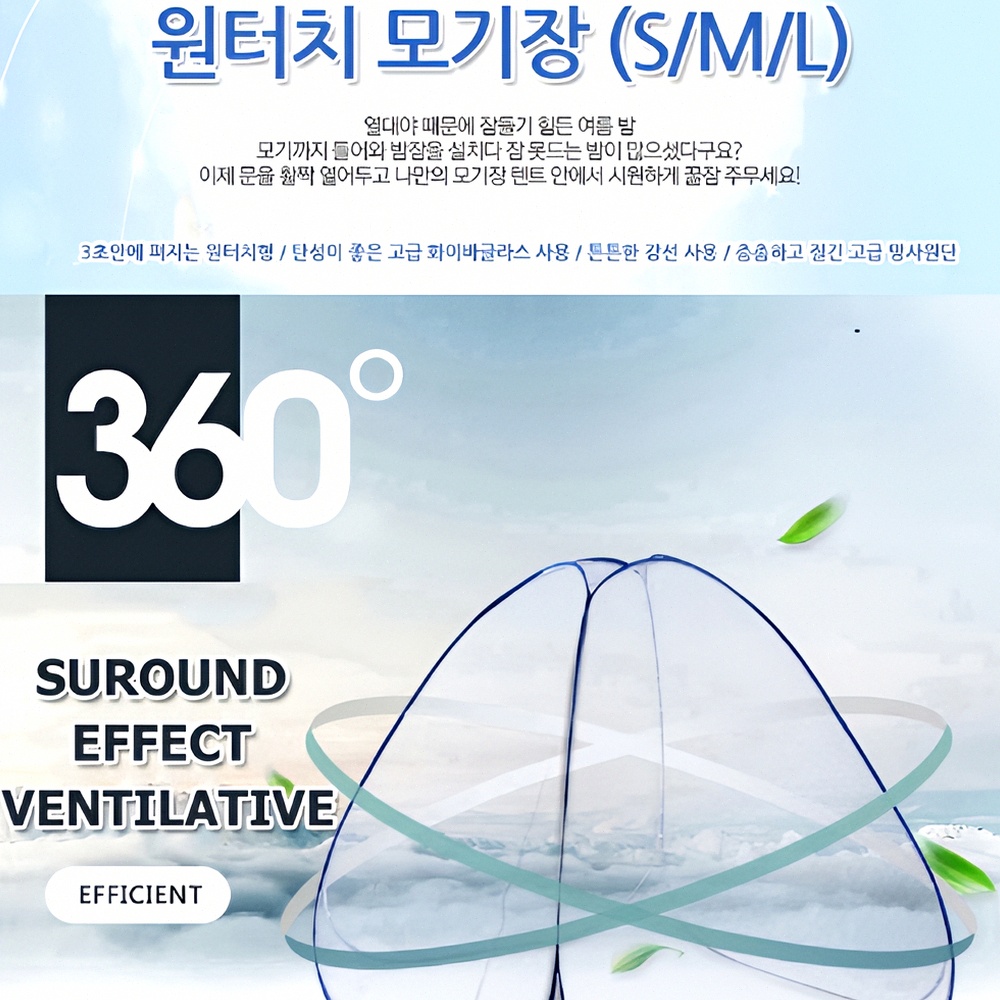 원터치 모기장 (S/M/L)
열대야 때문에 잠들기 힘든 여름 밤
모기까지 들어와 밤잠을 설치다 잠 못드는 밤이 많으셨다구요?
이제 문을 활짝 열어두고 나만의 모기장 텐트 안에서 시원하게 꿀잠 주무세요!
3초안에 펴지는 원터치형 / 탄성이 좋은 고급 화이바글라스 사용 / 튼튼한 강선 사용 / 촘촘하고 질긴 고급 망사원단
360°
SUROUND
EFFECT
VENTILATIVE
EFFICIENT